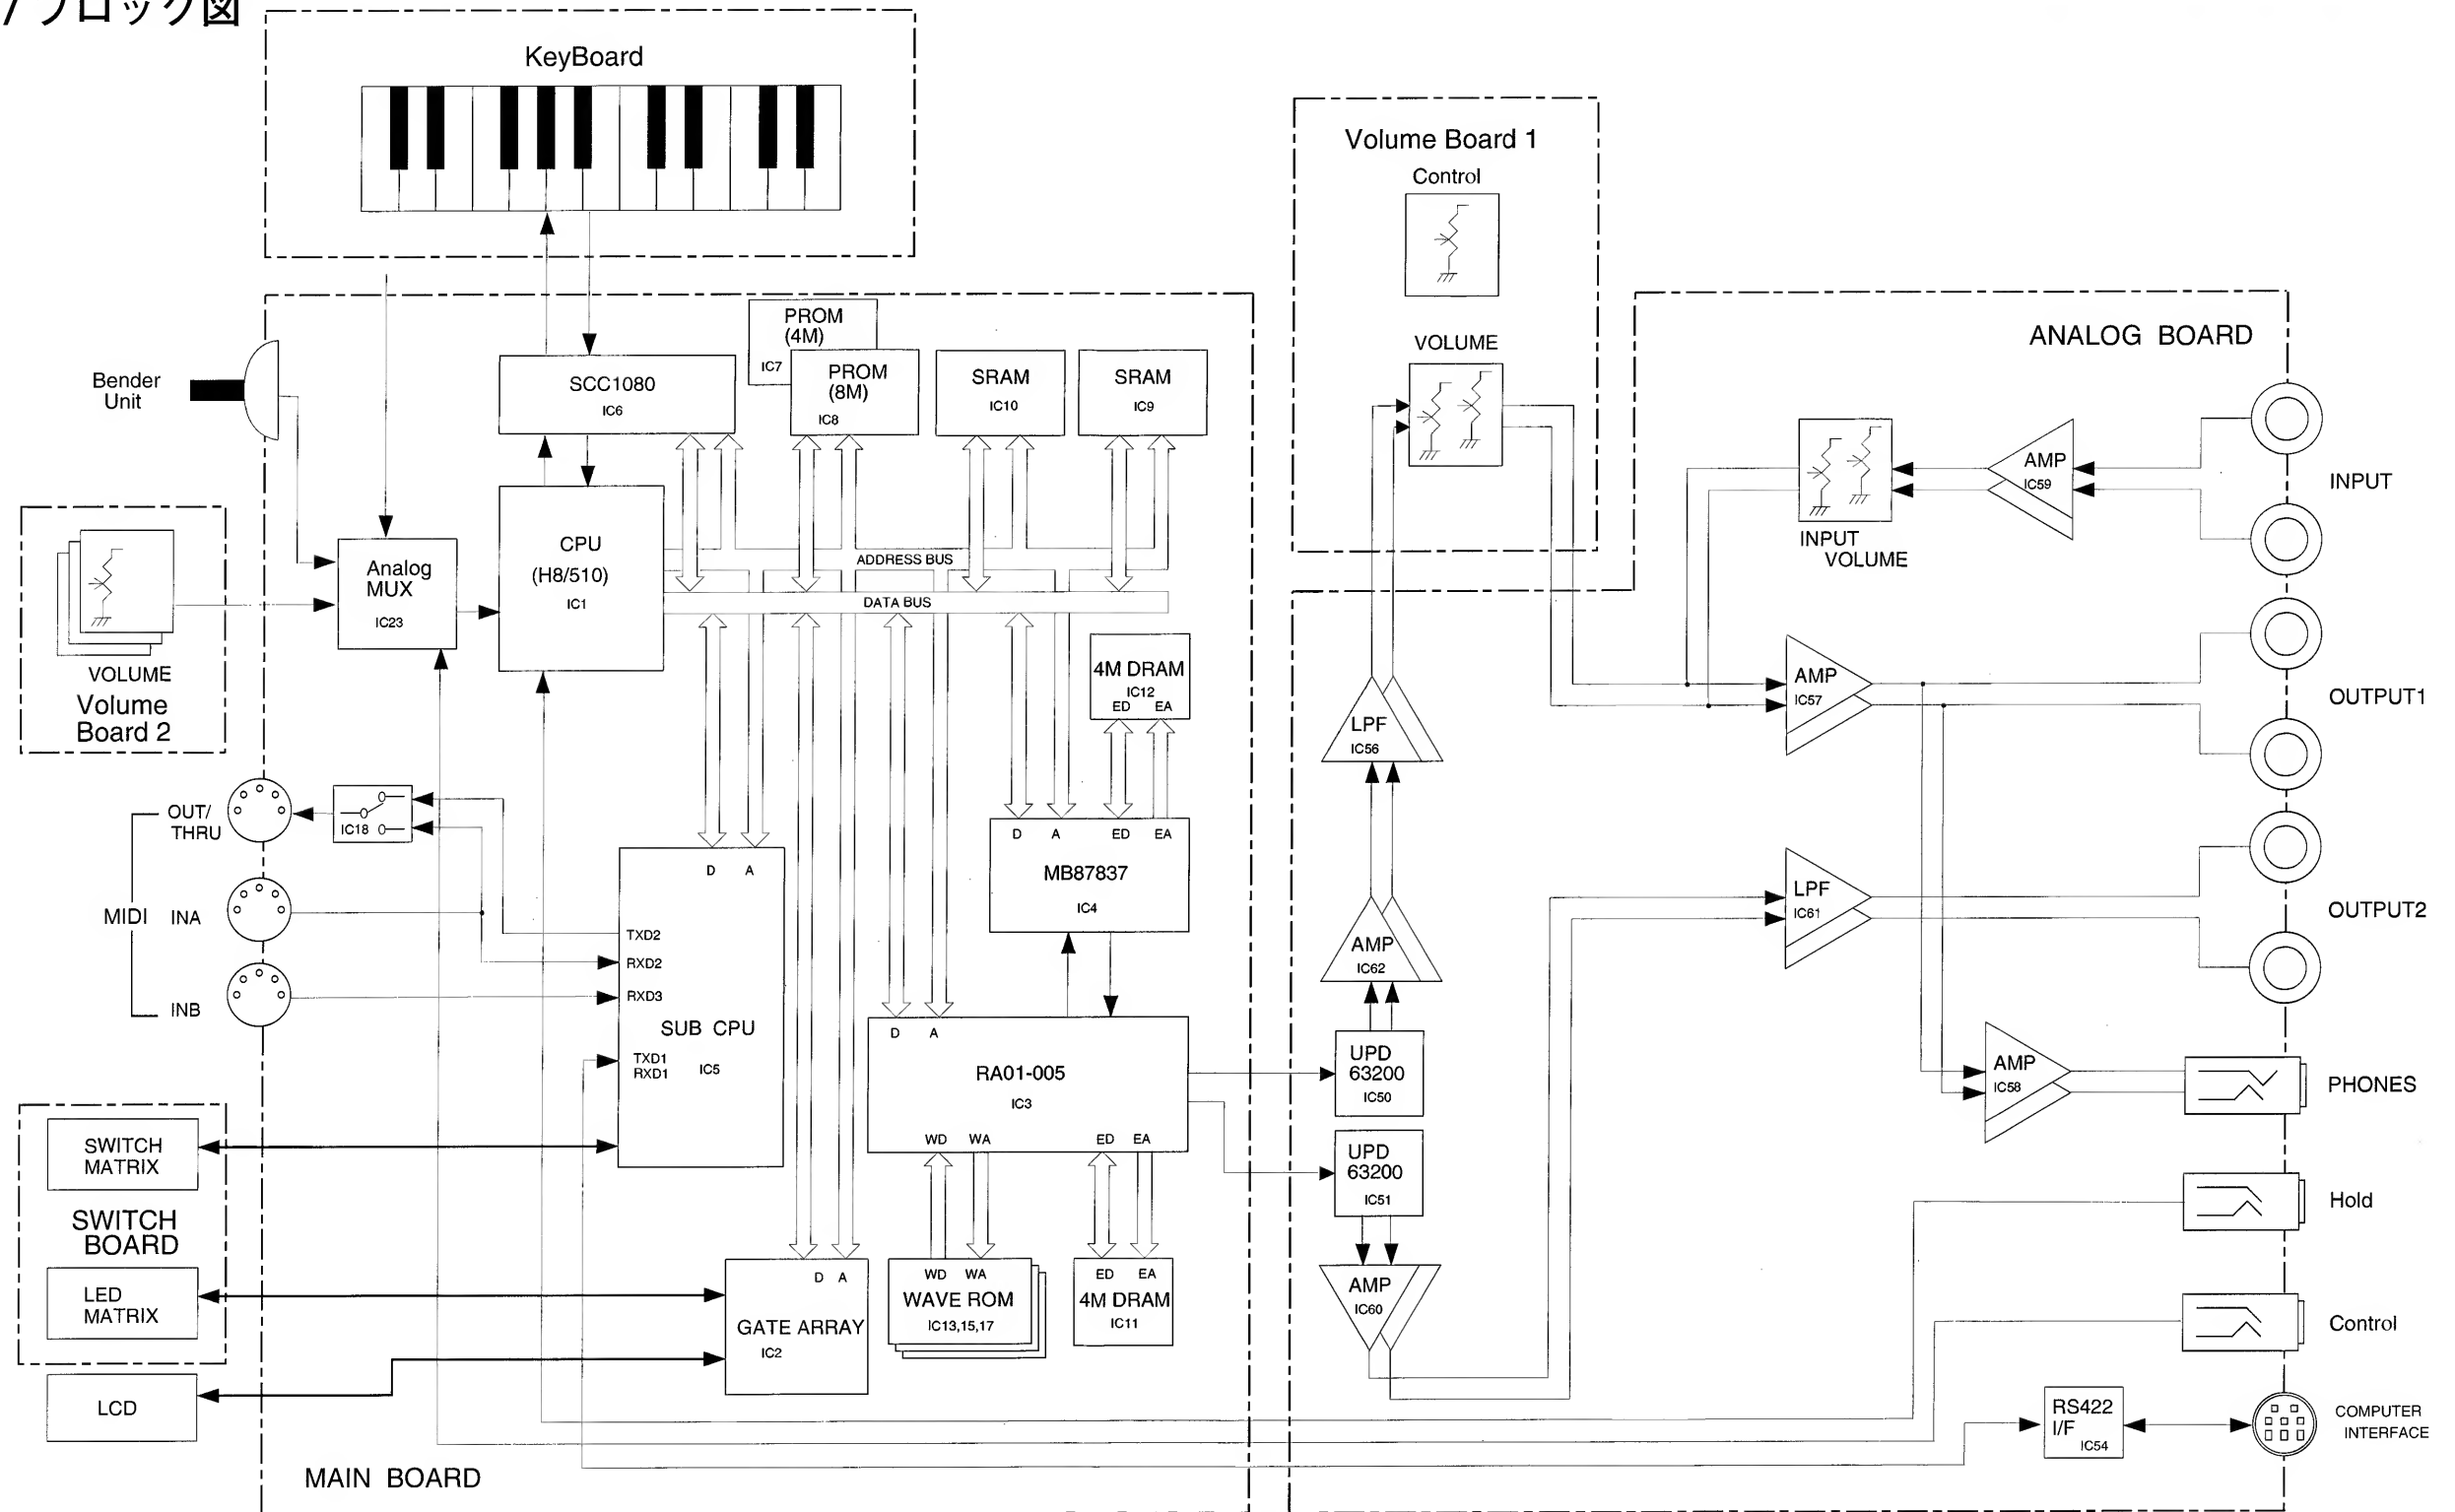 ブロック図
KeyBoard
Volume Board 1
Control
VOLUME
ANALOG BOARD
Bender
Unit
SCC1080
IC6
PROM
(4M)
IC7
PROM
(8M)
IC8
SRAM
IC10
SRAM
IC9
AMP
IC59
INPUT
INPUT
VOLUME
CPU
(H8/510)
IC1
ADDRESS BUS
DATA BUS
Analog
MUX
IC23
VOLUME
Volume
Board 2
4M DRAM
IC12
ED EA
AMP
IC57
OUTPUT1
LPF
IC56
OUT/
THRU
IC18
MIDI
INA
INB
D A
TXD2
RXD2
RXD3
SUB CPU
TXD1
RXD1
IC5
D A ED EA
MB87837
IC4
LPF
IC61
OUTPUT2
AMP
IC62
D A
RA01-005
IC3
WD WA ED EA
UPD
63200
IC50
UPD
63200
IC51
AMP
IC58
PHONES
SWITCH
MATRIX
SWITCH
BOARD
LED
MATRIX
LCD
D A
GATE ARRAY
IC2
WD WA
WAVE ROM
IC13,15,17
ED EA
4M DRAM
IC11
AMP
IC60
Hold
Control
RS422
I/F
IC54
COMPUTER
INTERFACE
MAIN BOARD